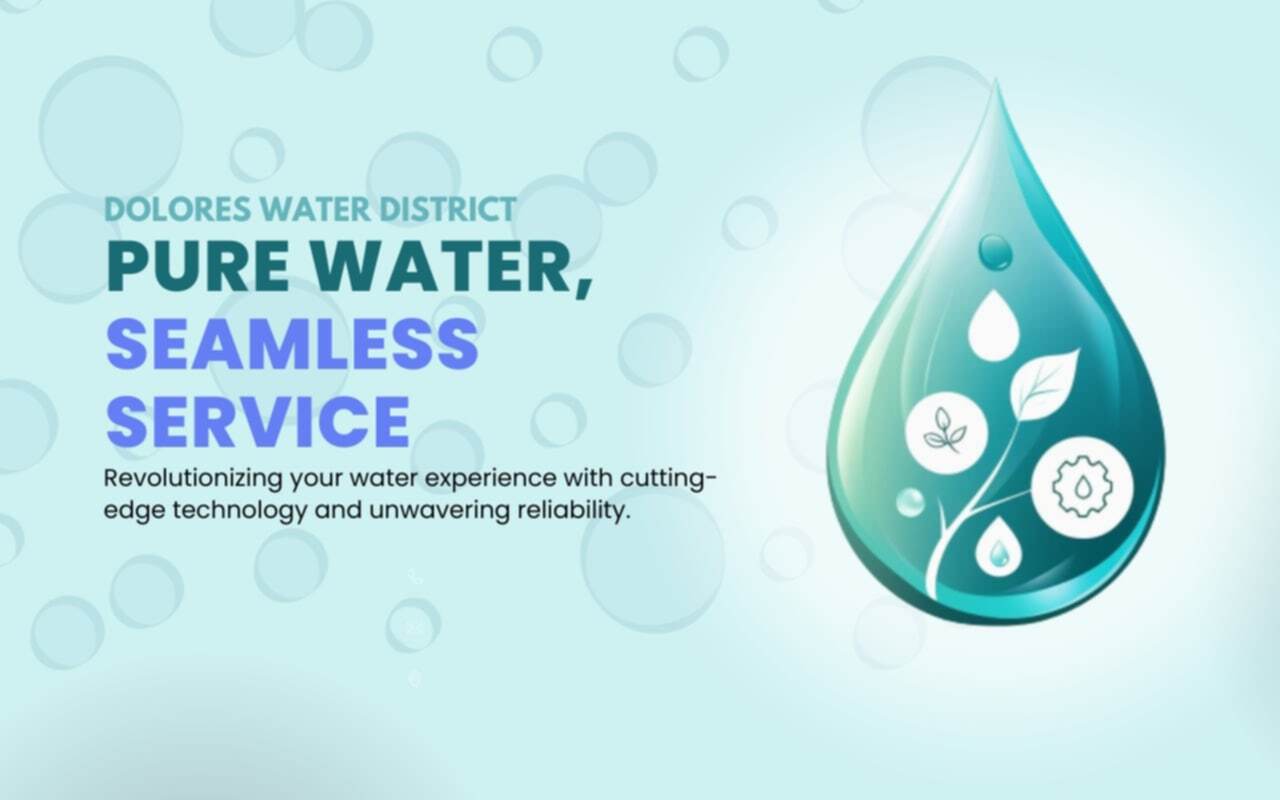 DOLORES WATER DISTRICT
PURE WATER,
SEAMLESS
SERVICE
Revolutionizing your water experience with cutting-
edge technology and unwavering reliability.